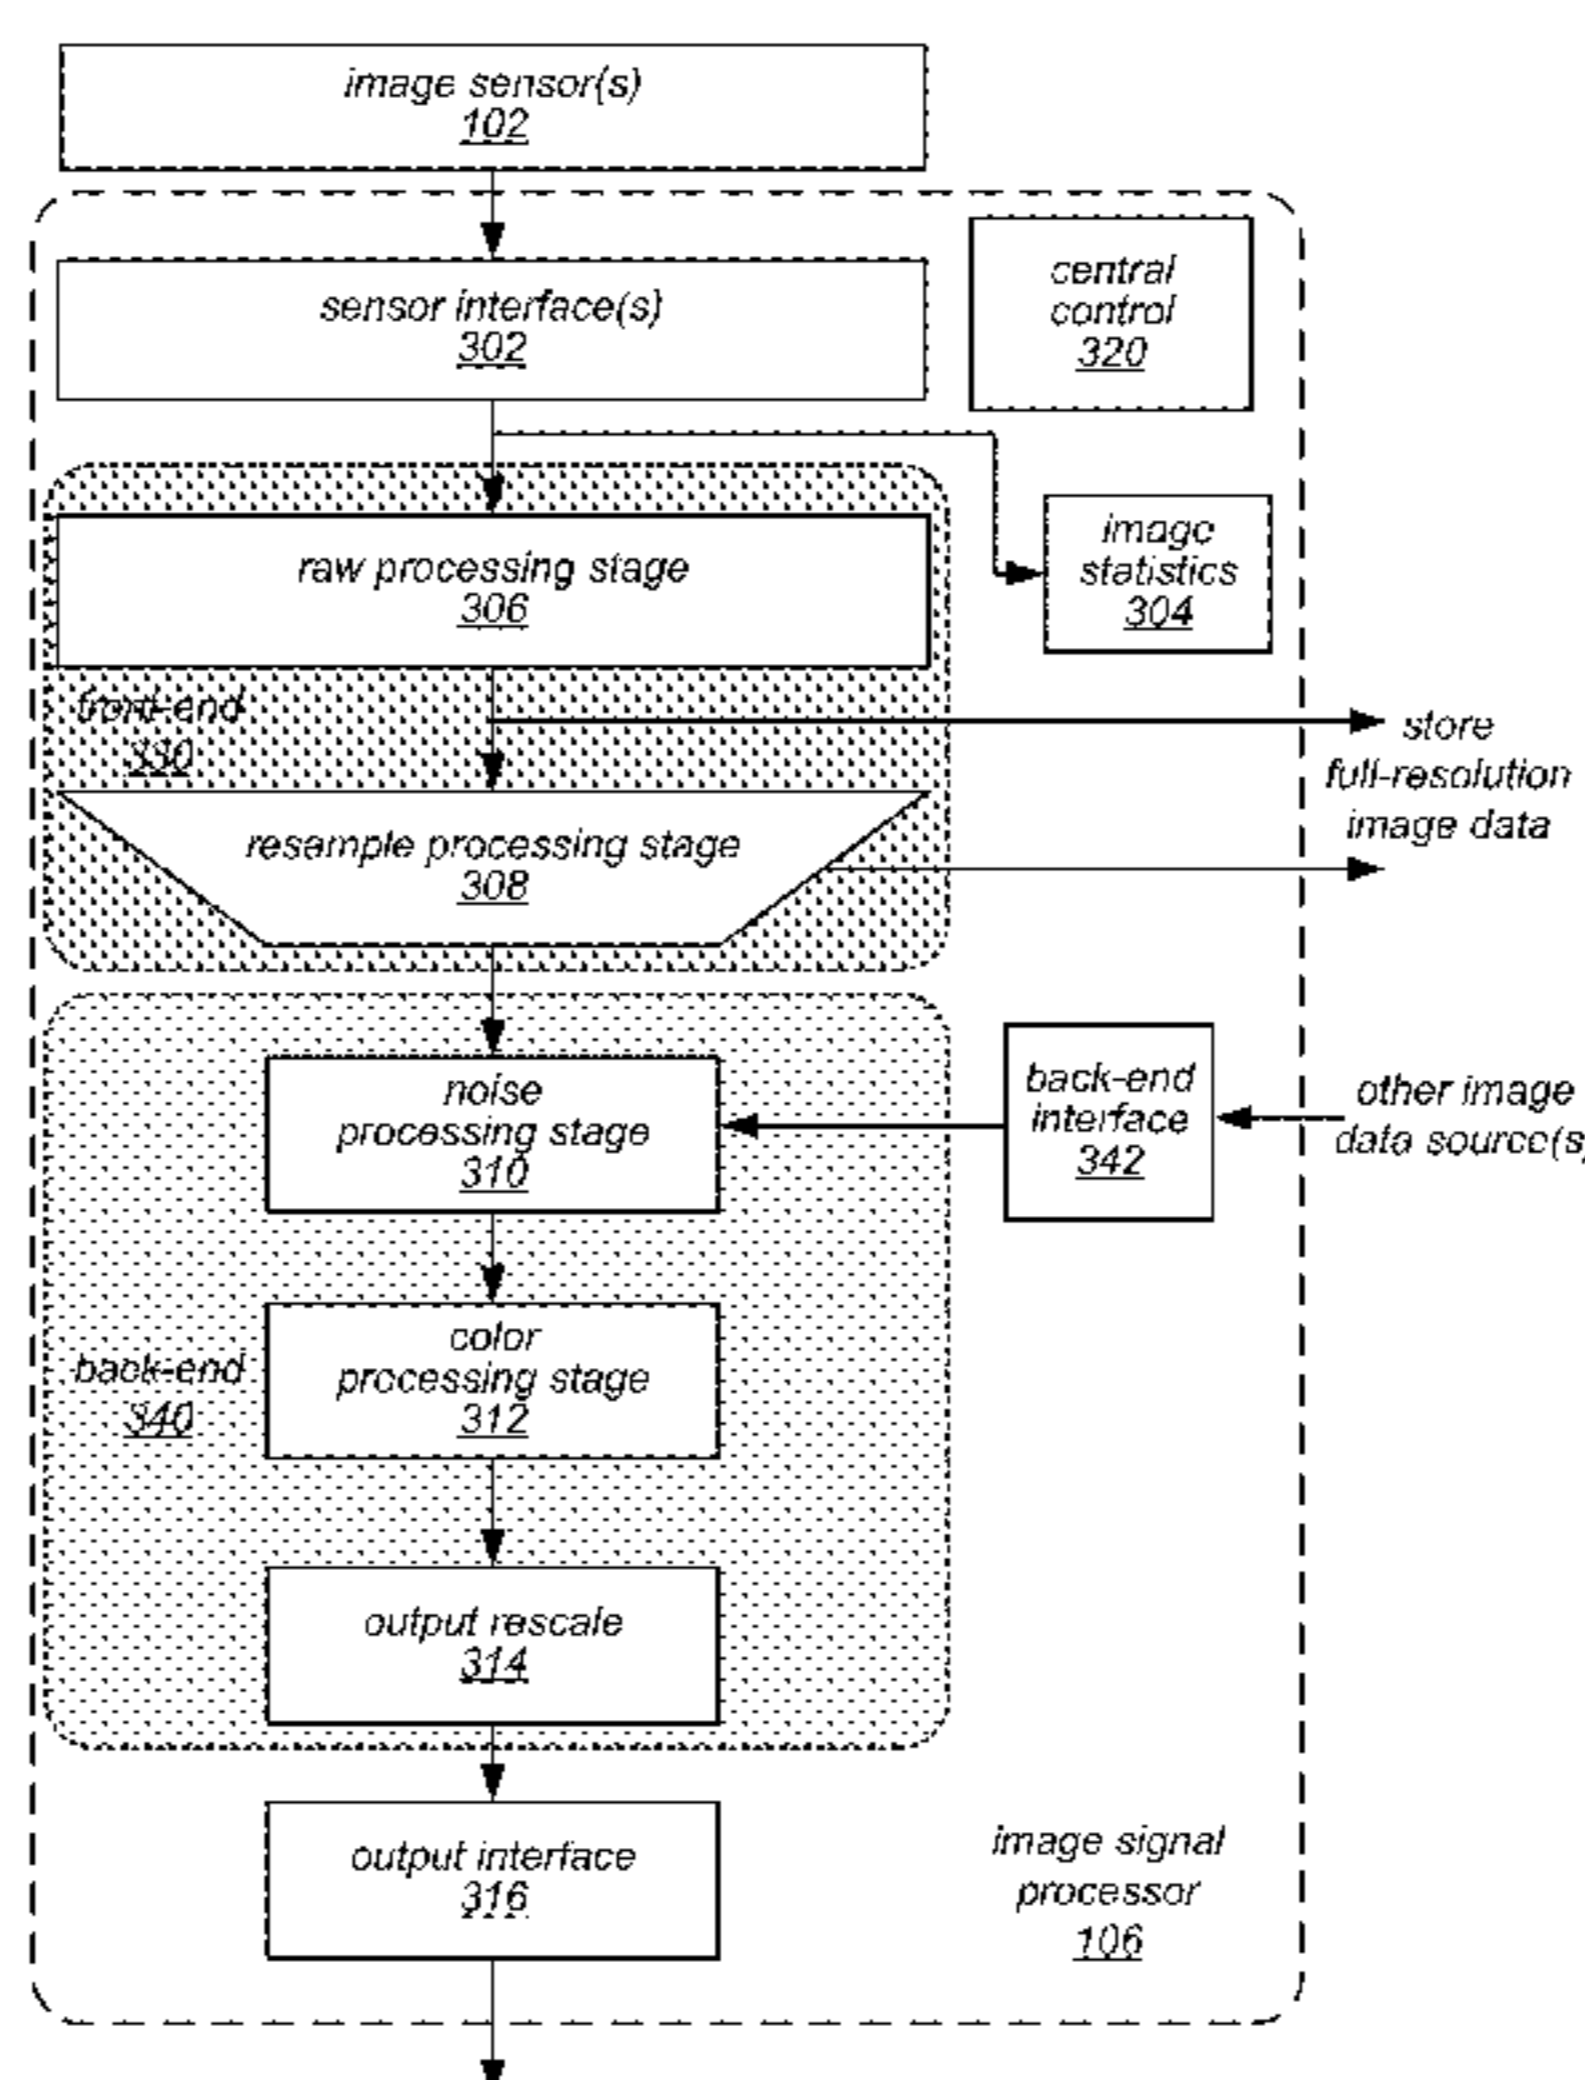 image sensor(s)
102
sensor interface(s)
302
central
control
320
raw processing stage
306
image
statistics
304
front-end
330
store
full-resolution
image data
resample processing stage
308
noise
processing stage
310
back-end
interface
342
other image
data source(s)
color
processing stage
312
back-end
340
output rescale
314
output interface
316
image signal
processor
106